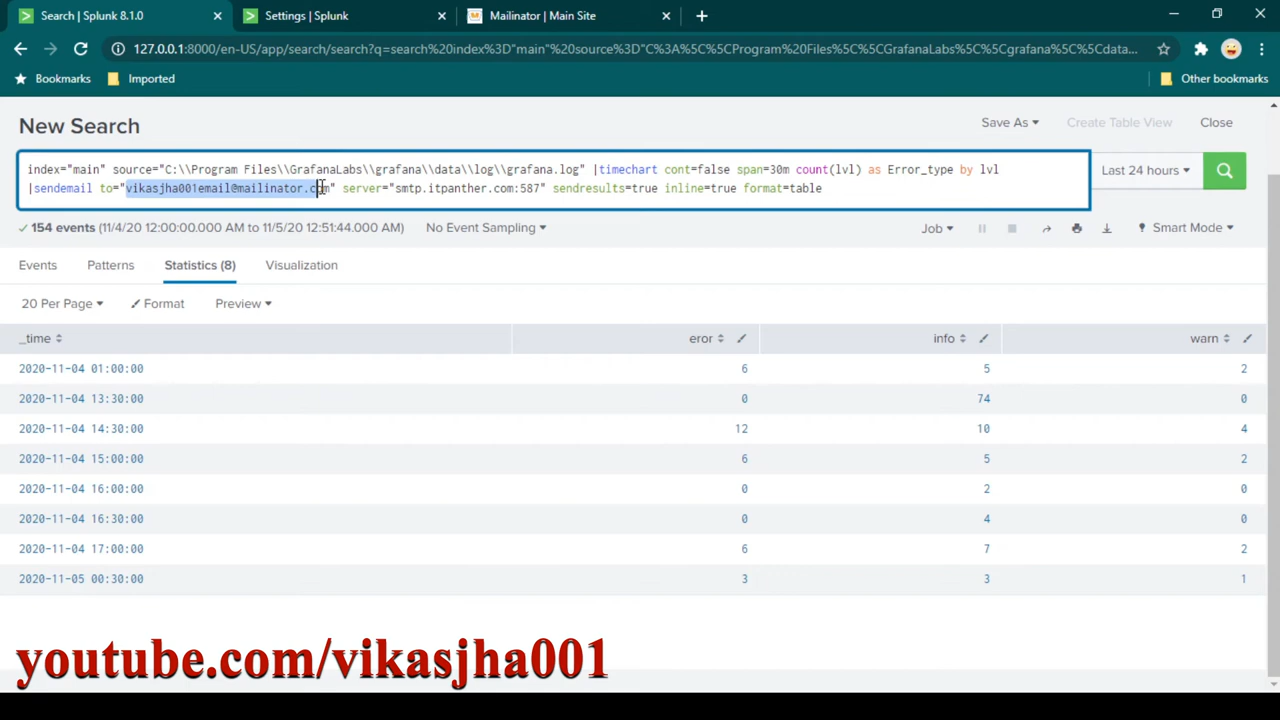 Search | Splunk 8.1.0
Settings | Splunk
Mailinator | Main Site
127.0.0.1:8000/en-US/app/search/search?q=search%20index%3D"main"%20source%3D"C%3A%5C%5CProgram%20Files%5C%5CGrafanaLabs%5C%5Cgrafana%5C%5Cdata...
Bookmarks
Imported
Other bookmarks
New Search
Save As
Create Table View
Close
index="main" source="C:\\Program Files\\GrafanaLabs\\grafana\\data\\log\\grafana.log" |timechart cont=false span=30m count(lvl) as Error_type by lvl
|sendemail to="vikasjha001email@mailinator.com" server="smtp.itpanther.com:587" sendresults=true inline=true format=table
Last 24 hours
154 events (11/4/20 12:00:00.000 AM to 11/5/20 12:51:44.000 AM)
No Event Sampling
Job
Smart Mode
Events
Patterns
Statistics (8)
Visualization
20 Per Page
Format
Preview
_time eror info warn
2020-11-04 01:00:00 6 5 2
2020-11-04 13:30:00 0 74 0
2020-11-04 14:30:00 12 10 4
2020-11-04 15:00:00 6 5 2
2020-11-04 16:00:00 0 2 0
2020-11-04 16:30:00 0 4 0
2020-11-04 17:00:00 6 7 2
2020-11-05 00:30:00 3 3 1
youtube.com/vikasjha001